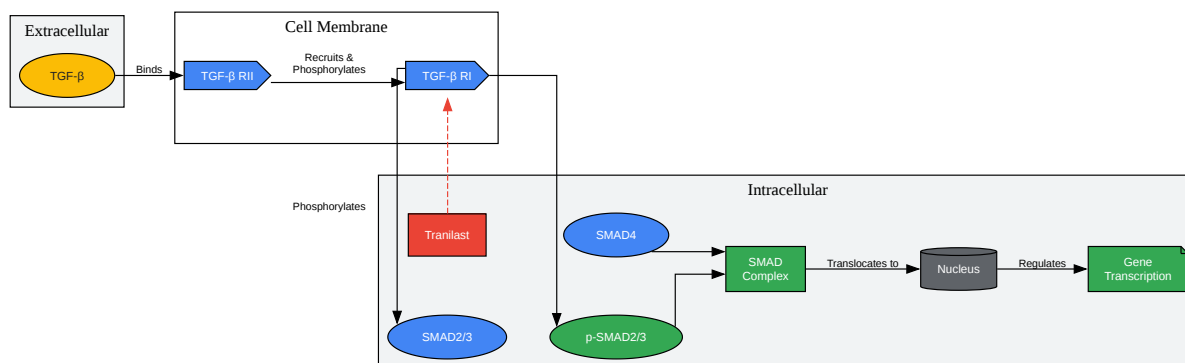 Extracellular
TGF-β
Binds
Cell Membrane
TGF-β RII
Recruits &
Phosphorylates
TGF-β RI
Phosphorylates
Intracellular
Tranilast
SMAD4
SMAD2/3
p-SMAD2/3
SMAD
Complex
Translocates to
Nucleus
Regulates
Gene
Transcription